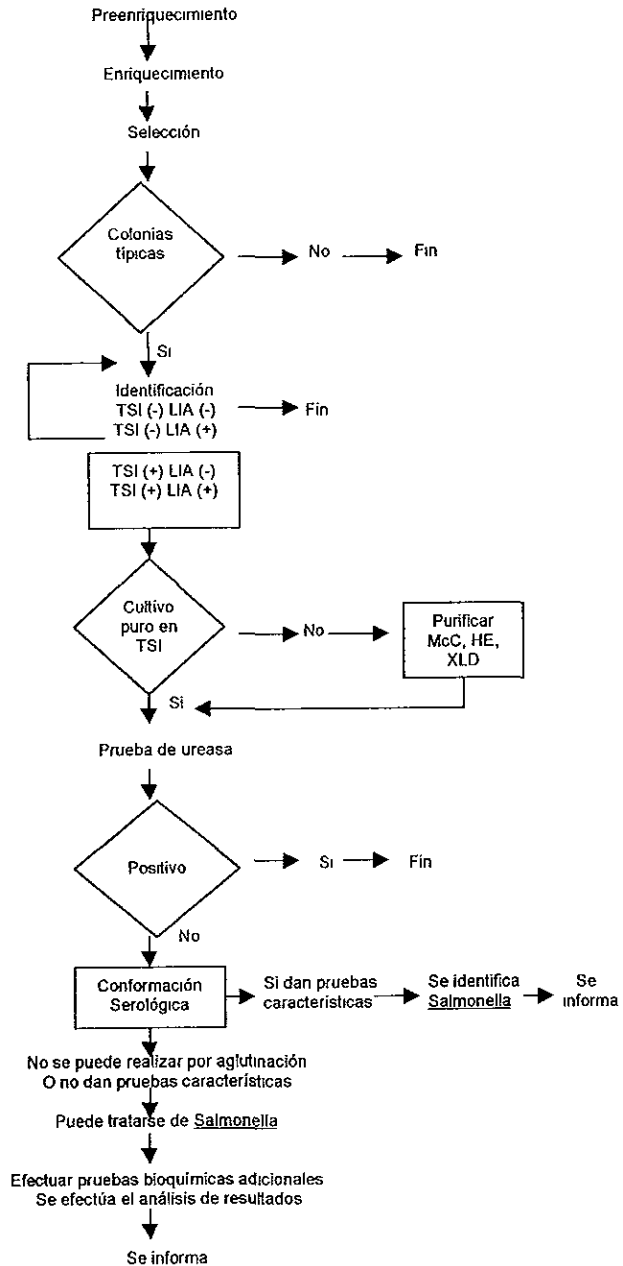 Preenriquecimiento
Enriquecimiento
Selección
Colonias
típicas
No
Fin
Si
Identificación
TSI (-) LIA (-)
TSI (-) LIA (+)
Fin
TSI (+) LIA (-)
TSI (+) LIA (+)
Cultivo
puro en
TSI
No
Purificar
McC, HE,
XLD
Si
Prueba de ureasa
Positivo
Si
Fin
No
Conformación
Serológica
Si dan pruebas
características
Se identifica
Salmonella
Se
informa
No se puede realizar por aglutinación
O no dan pruebas características
Puede tratarse de Salmonella
Efectuar pruebas bioquímicas adicionales
Se efectúa el análisis de resultados
Se informa